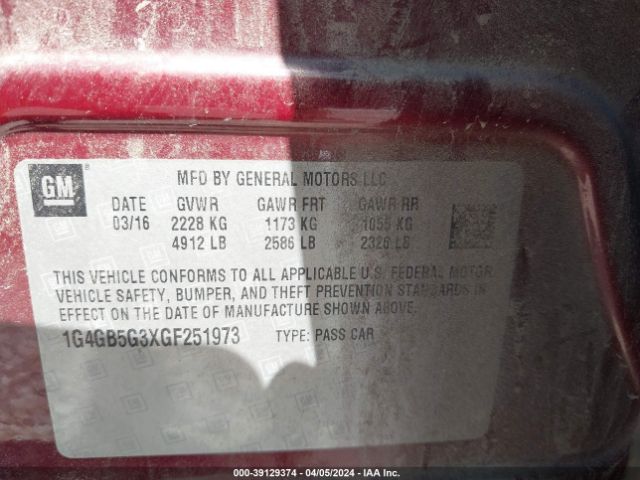 GM
MFD BY GENERAL MOTORS LLC
DATE GVWR GAWR FRT GAWR RR
03/16 2228 KG 1173 KG 1055 KG
4912 LB 2586 LB 2326 LB
THIS VEHICLE CONFORMS TO ALL APPLICABLE U.S. FEDERAL MOTOR
VEHICLE SAFETY, BUMPER, AND THEFT PREVENTION STANDARDS IN
EFFECT ON THE DATE OF MANUFACTURE SHOWN ABOVE.
1G4GB5G3XGF251973 TYPE: PASS CAR
000-39129374 - 04/05/2024 - IAA Inc.